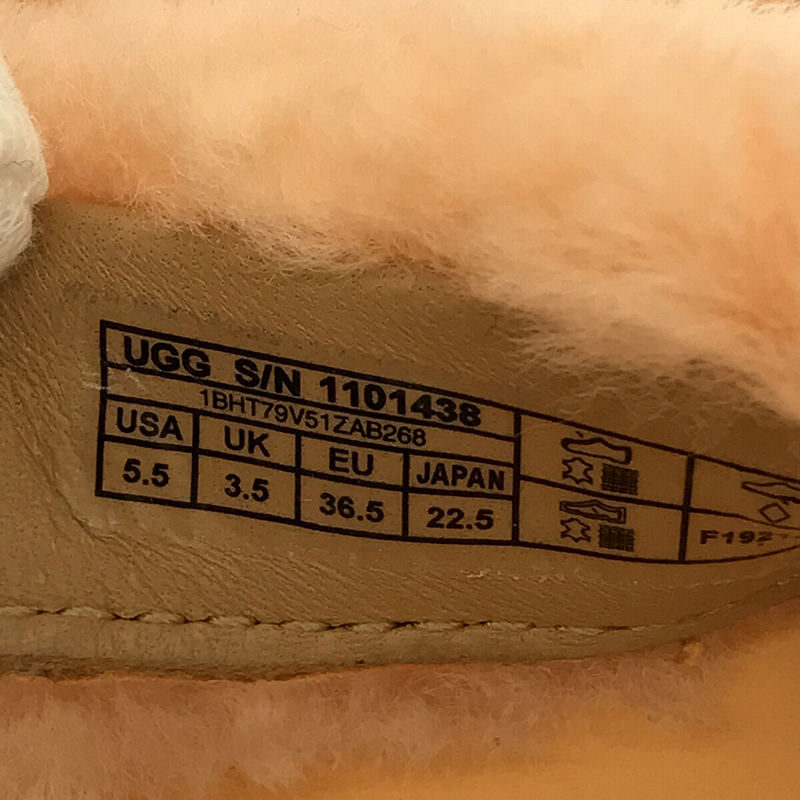 UGG S/N 1101438
1BHT79V51ZAB268
USA UK EU JAPAN
5.5 3.5 36.5 22.5